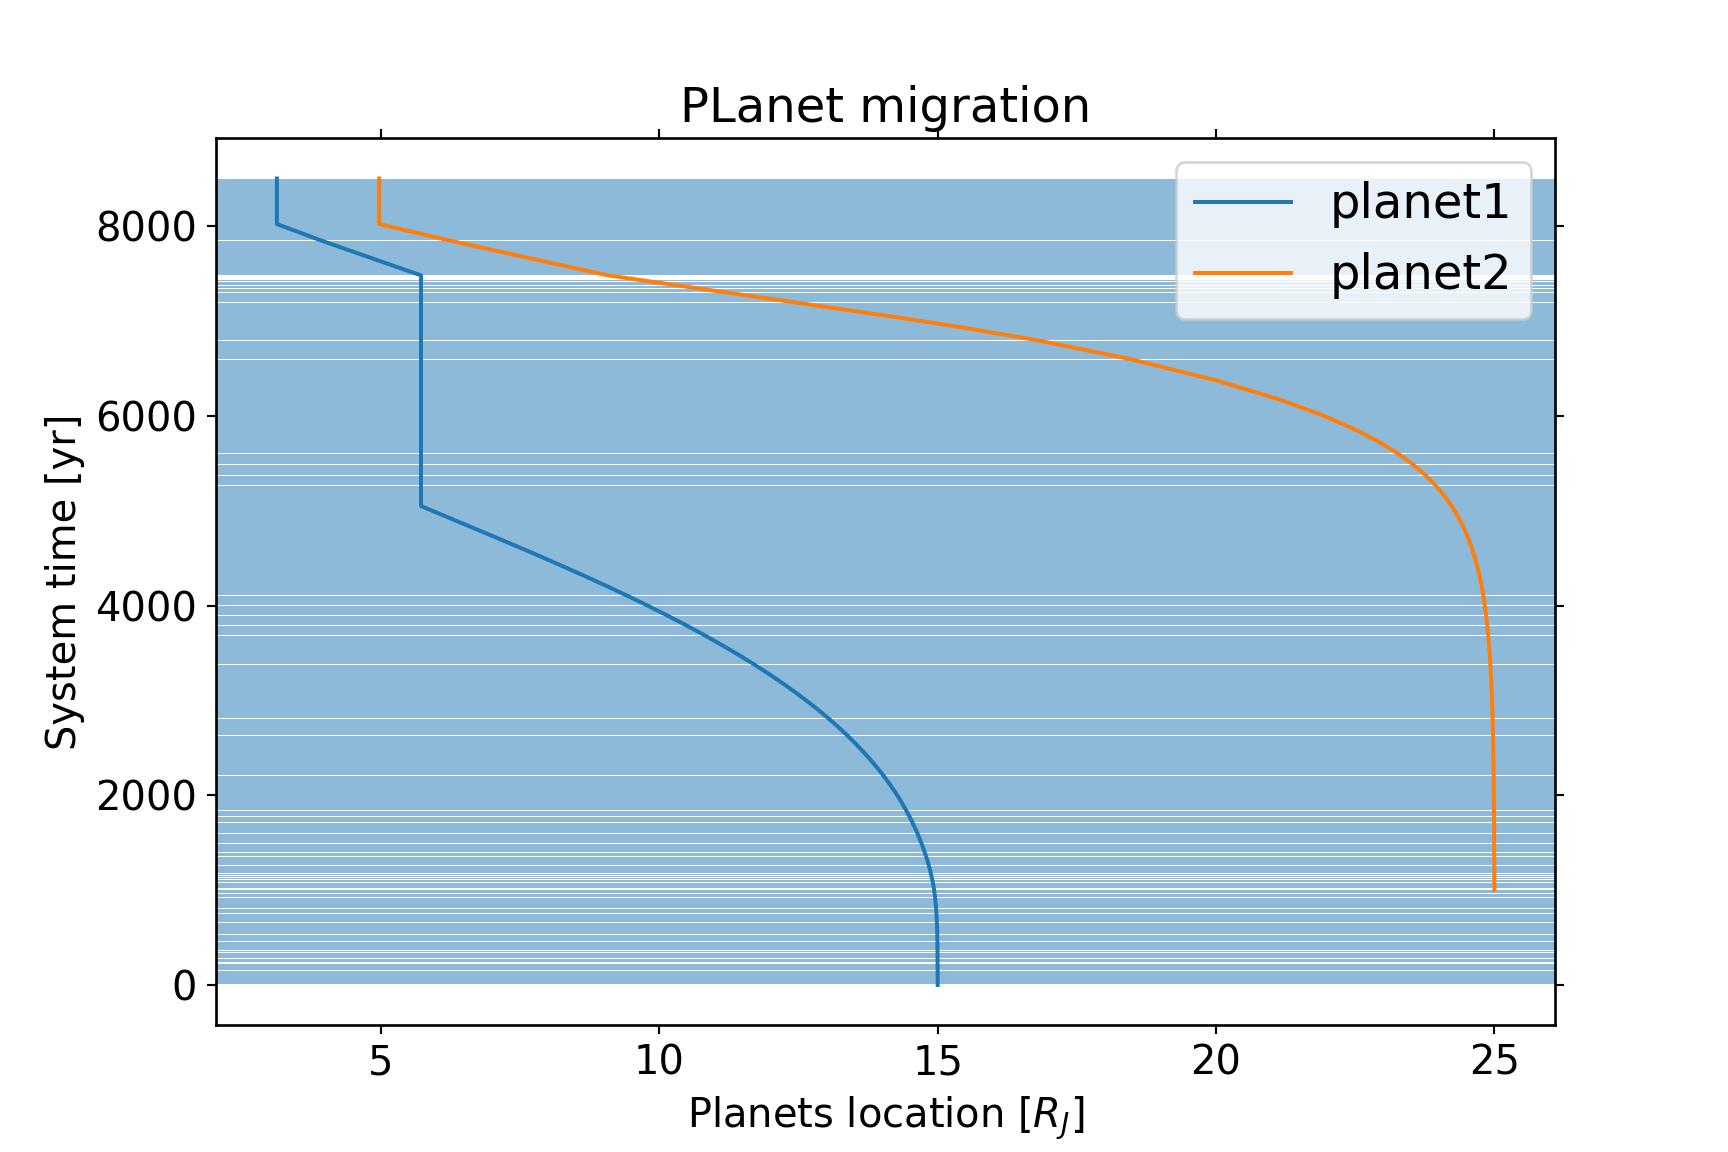 PLanet migration
planet1
planet2
System time [yr]
8000
6000
4000
2000
0
5 10 15 20 25
Planets location [R_J]